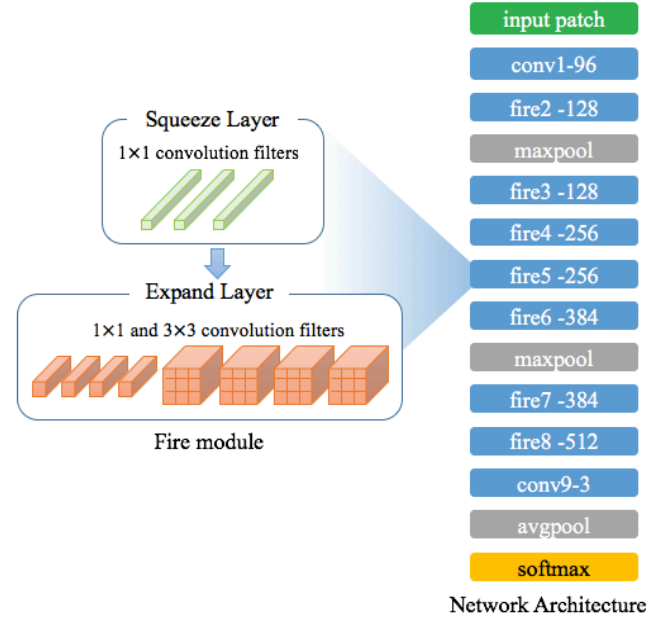 Squeeze Layer
1×1 convolution filters
Expand Layer
1×1 and 3×3 convolution filters
Fire module
input patch
conv1-96
fire2 -128
maxpool
fire3 -128
fire4 -256
fire5 -256
fire6 -384
maxpool
fire7 -384
fire8 -512
conv9-3
avgpool
softmax
Network Architecture